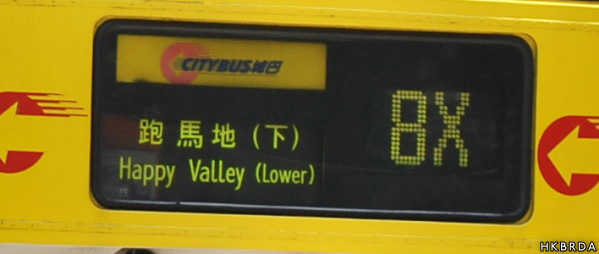 CITYBUS城巴
跑馬地(下)
Happy Valley (Lower)
8X
HKBRDA